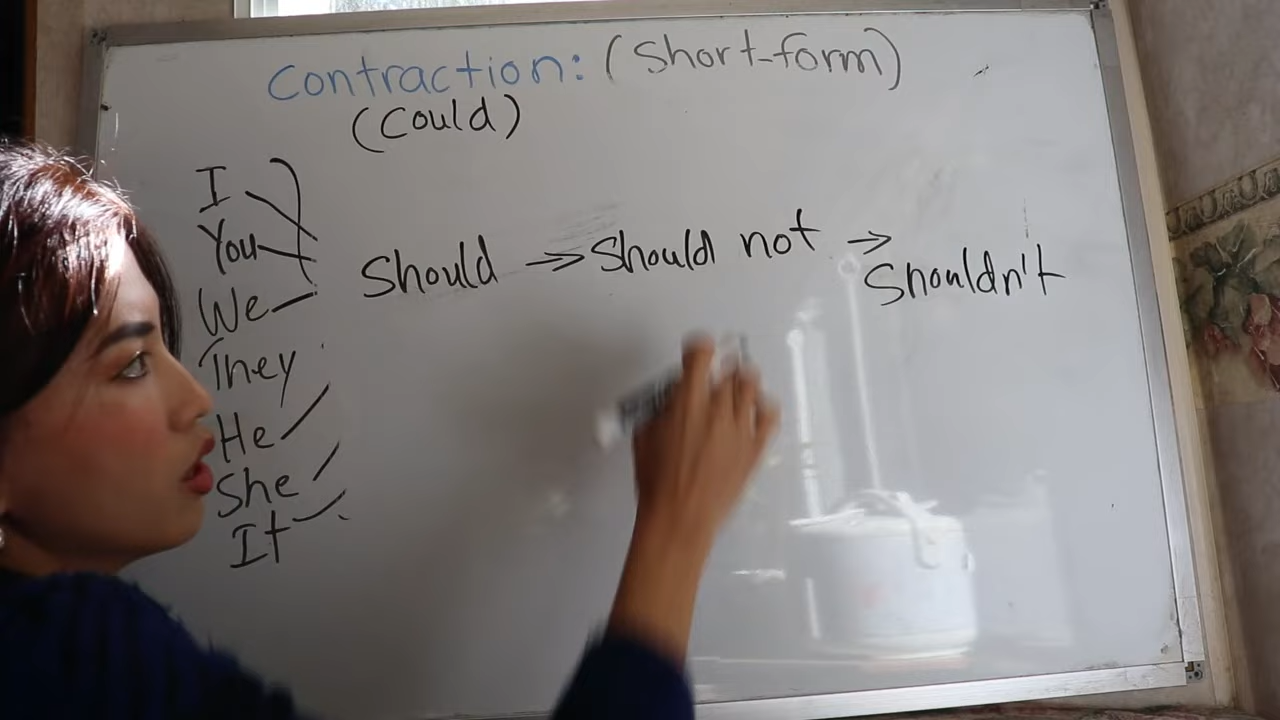 Contraction: (Short-form)
(Could)
I
You
We
They
He
She
It
Should → Should not → Shouldn't